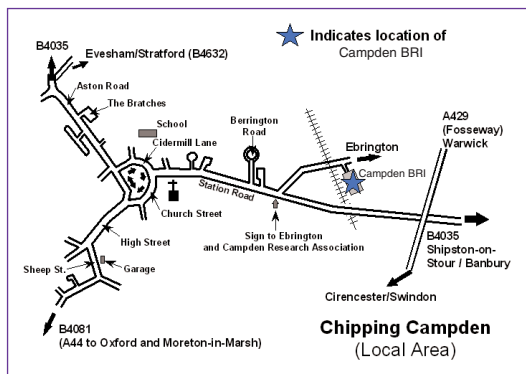 Indicates location of
Campden BRI
B4035
Evesham/Stratford (B4632)
Aston Road
The Bratches
School
Cidermill Lane
Berrington
Road
Ebrington
A429
(Fosseway)
Warwick
Campden BRI
Station Road
Church Street
Sign to Ebrington
and Campden Research Association
B4035
Shipston-on-
Stour / Banbury
High Street
Sheep St.
Garage
Cirencester/Swindon
B4081
(A44 to Oxford and Moreton-in-Marsh)
Chipping Campden
(Local Area)